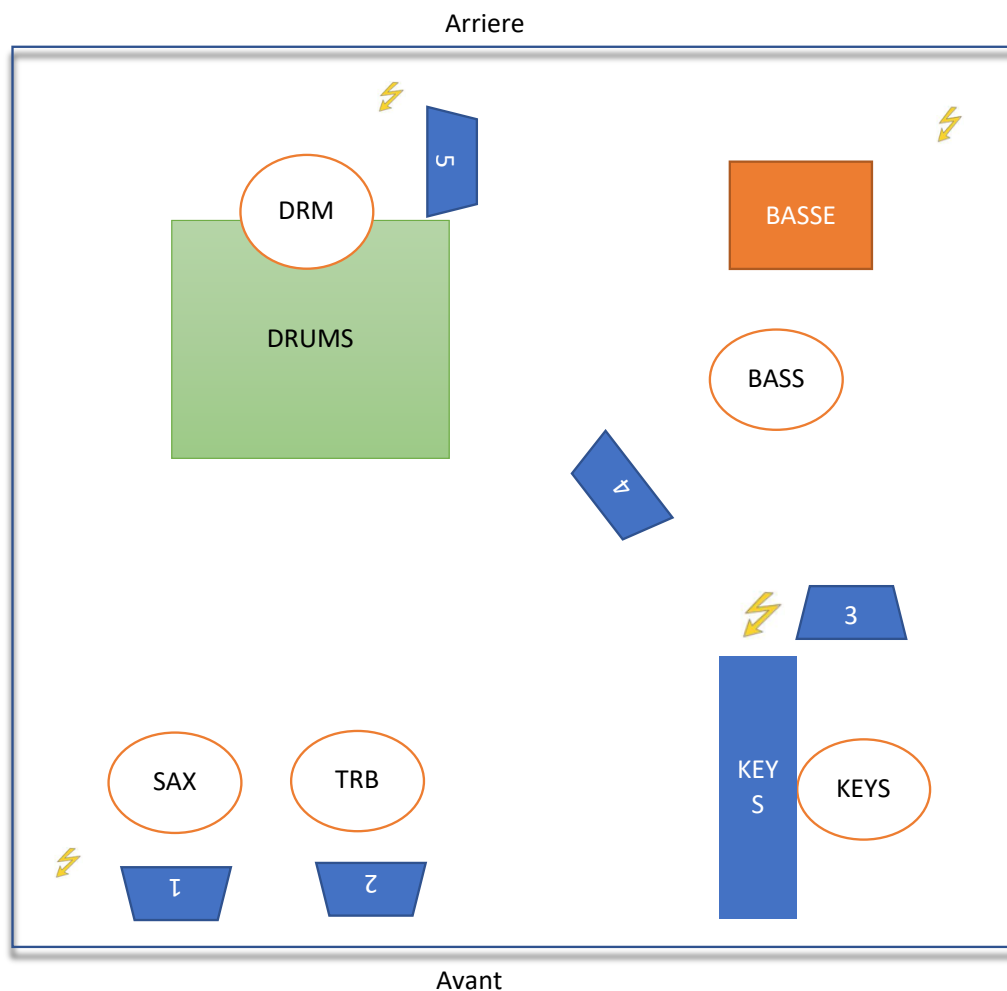 Arriere
5
DRM
BASSE
DRUMS
BASS
4
3
SAX
TRB
KEY
S
KEYS
1
2
Avant